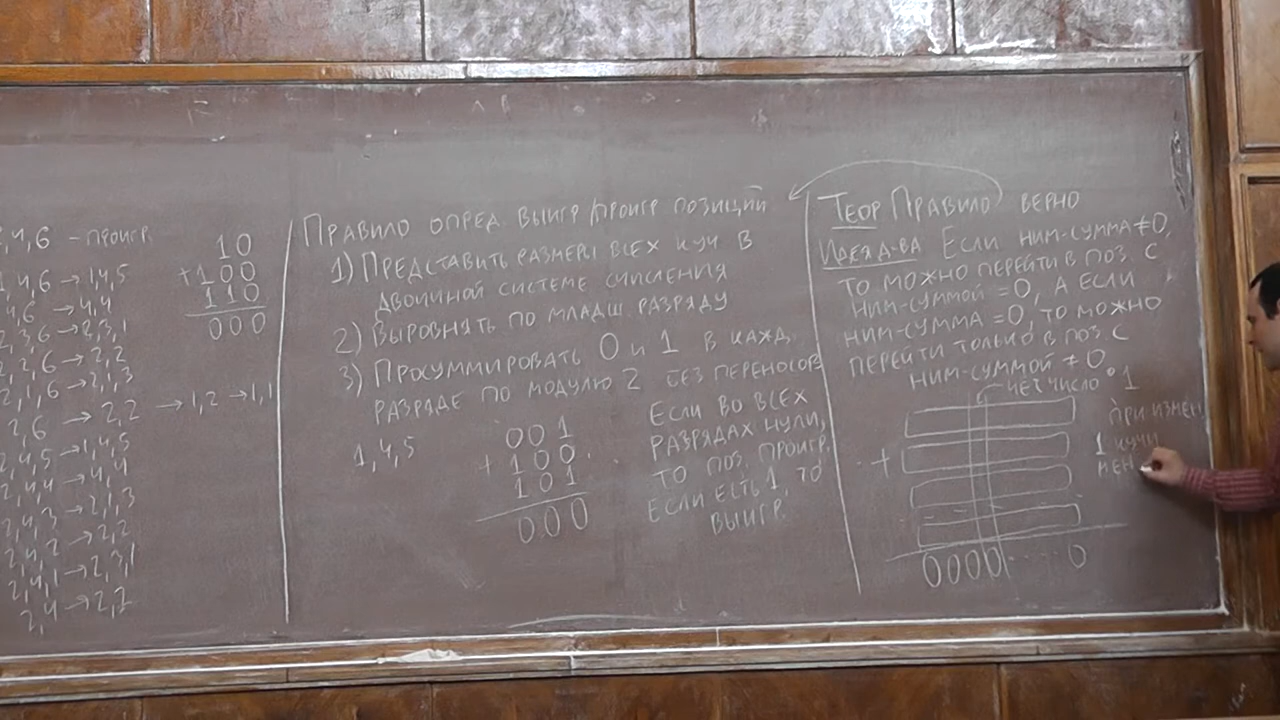 2,4,6 - проигр.
1,4,6 → 1,4,5
4,6 → 4,4
2,3,6 → 2,3,1
2,2,6 → 2,2
2,1,6 → 2,1,3
2,6 → 2,2 → 1,2 → 1,1
2,4,5 → 1,4,5
2,4,4 → 4,4
2,4,3 → 2,1,3
2,4,2 → 2,2
2,4,1 → 2,3,1
2,4 → 2,2
10
+100
110
000
Правило опред. выигр/проигр позиций
1) Представить размеры всех куч в
двоичной системе счисления
2) Выровнять по младш. разряду
3) Просуммировать 0 и 1 в кажд.
разряде по модулю 2 без переносов
1,4,5
001
+ 100
101
000
Если во всех
разрядах нули,
то поз. проигр.
Если есть 1, то
выигр.
Теор Правило верно
Идея д-ва Если ним-сумма ≠0,
то можно перейти в поз. с
ним-суммой =0, а если
ним-сумма =0, то можно
перейти только в поз. с
ним-суммой ≠ 0.
чет число 1
+
0000 .... 0
при измен
1 кучи
мен